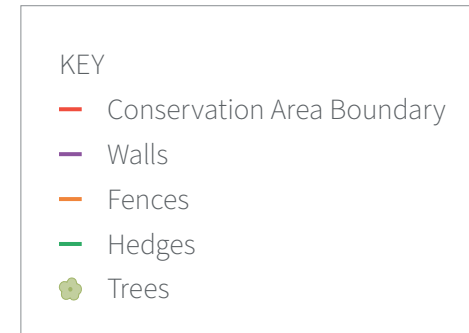 KEY
Conservation Area Boundary
Walls
Fences
Hedges
Trees